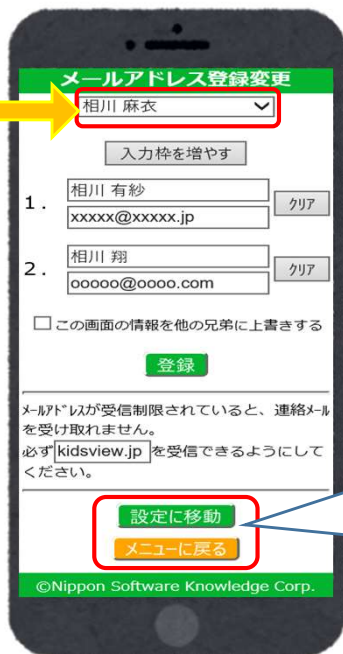 メールアドレス登録変更
相川 麻衣
入力枠を増やす
1.
相川 有紗
xxxxx@xxxxx.jp
クリア
2.
相川 翔
ooooo@oooo.com
クリア
この画面の情報を他の兄弟に上書きする
登録
ﾒｰﾙｱﾄﾞﾚｽが受信制限されていると、連絡ﾒｰﾙ
を受け取れません。
必ず kidsview.jp を受信できるようにして
ください。
設定に移動
メニューに戻る
©Nippon Software Knowledge Corp.